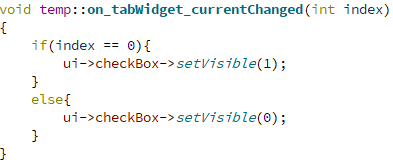 void temp::on_tabWidget_currentChanged(int index)
{
    if(index == 0){
        ui->checkBox->setVisible(1);
    }
    else{
        ui->checkBox->setVisible(0);
    }
}